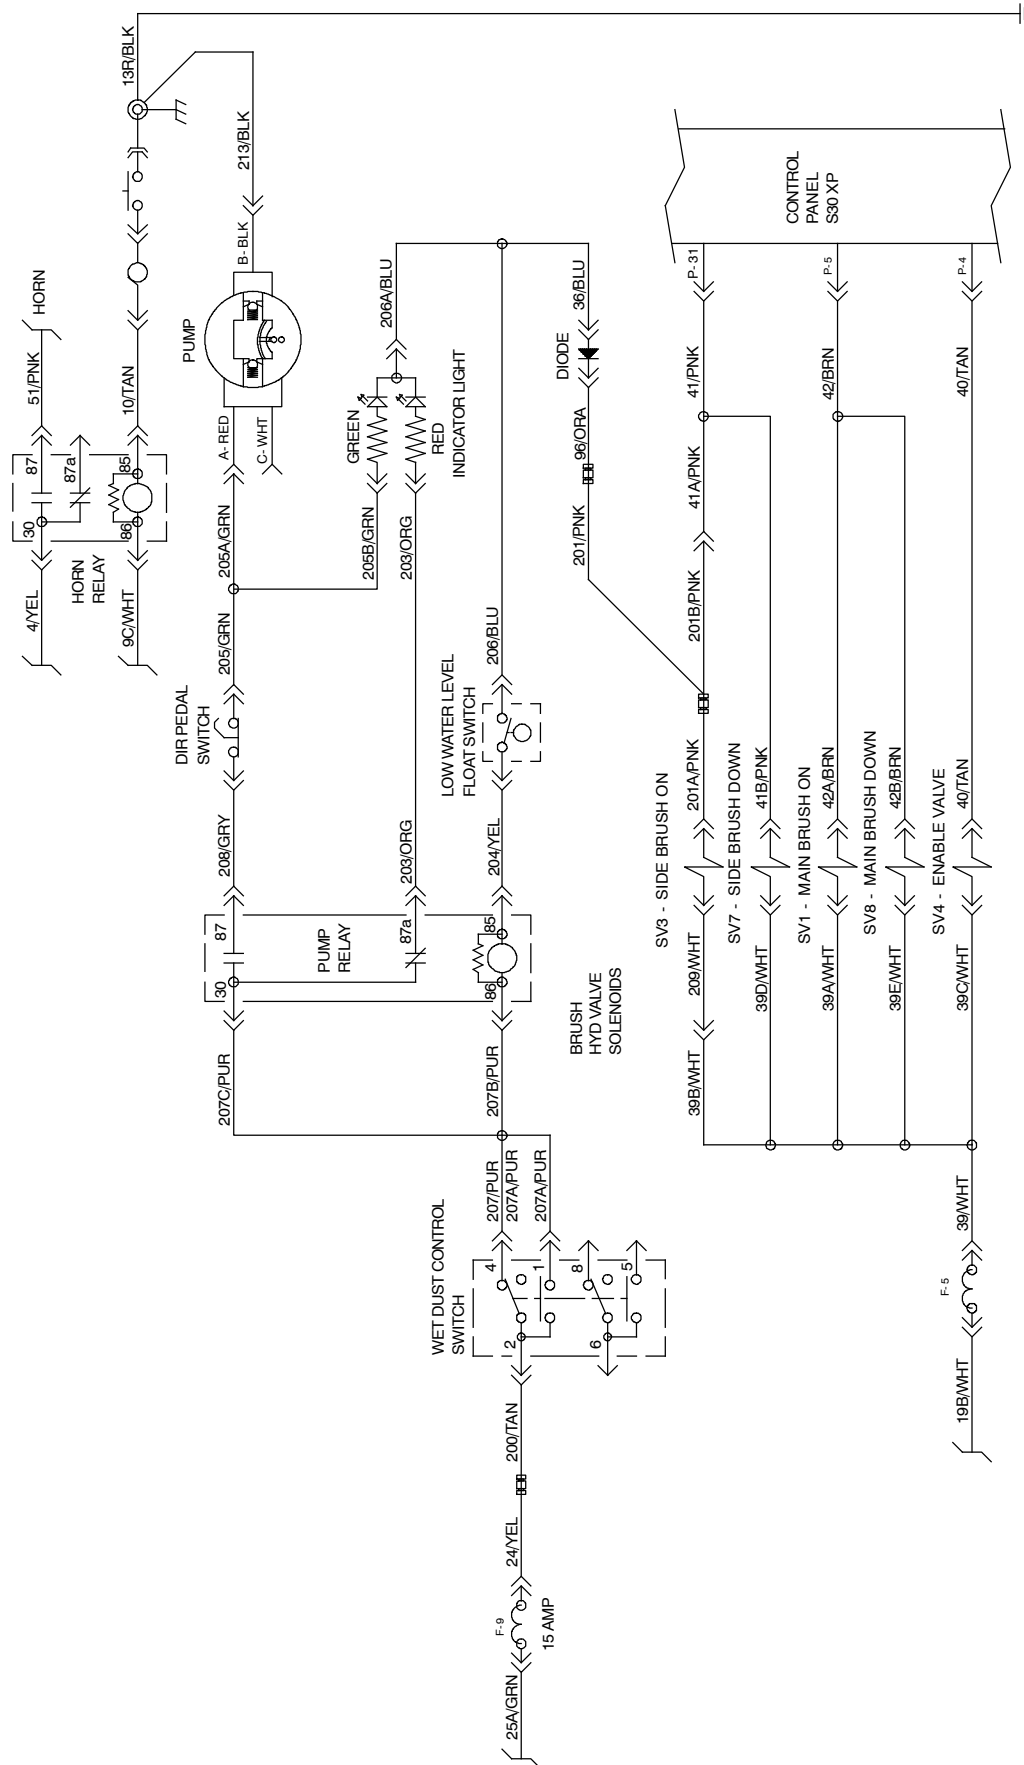 13R/BLK
HORN
51/PNK
10/TAN
87
87a
85
30
86
HORN
RELAY
4/YEL
9C/WHT
213/BLK
B- BLK
PUMP
A- RED
C- WHT
205A/GRN
205/GRN
DIR PEDAL
SWITCH
208/GRY
206A/BLU
GREEN
RED
INDICATOR LIGHT
205B/GRN
203/ORG
203/ORG
36/BLU
DIODE
96/ORA
201/PNK
206/BLU
LOW WATER LEVEL
FLOAT SWITCH
204/YEL
87
87a
85
30
86
PUMP
RELAY
207C/PUR
207B/PUR
BRUSH
HYD VALVE
SOLENOIDS
CONTROL
PANEL
S30 XP
P- 31
P- 5
P- 4
41/PNK
42/BRN
40/TAN
41A/PNK
201B/PNK
201A/PNK
41B/PNK
42A/BRN
42B/BRN
40/TAN
SV3 - SIDE BRUSH ON
SV7 - SIDE BRUSH DOWN
SV1 - MAIN BRUSH ON
SV8 - MAIN BRUSH DOWN
SV4 - ENABLE VALVE
209/WHT
39D/WHT
39A/WHT
39E/WHT
39C/WHT
39B/WHT
207/PUR
207A/PUR
207A/PUR
WET DUST CONTROL
SWITCH
4
1
8
5
2
6
39/WHT
F- 5
19B/WHT
200/TAN
24/YEL
F- 9
15 AMP
25A/GRN